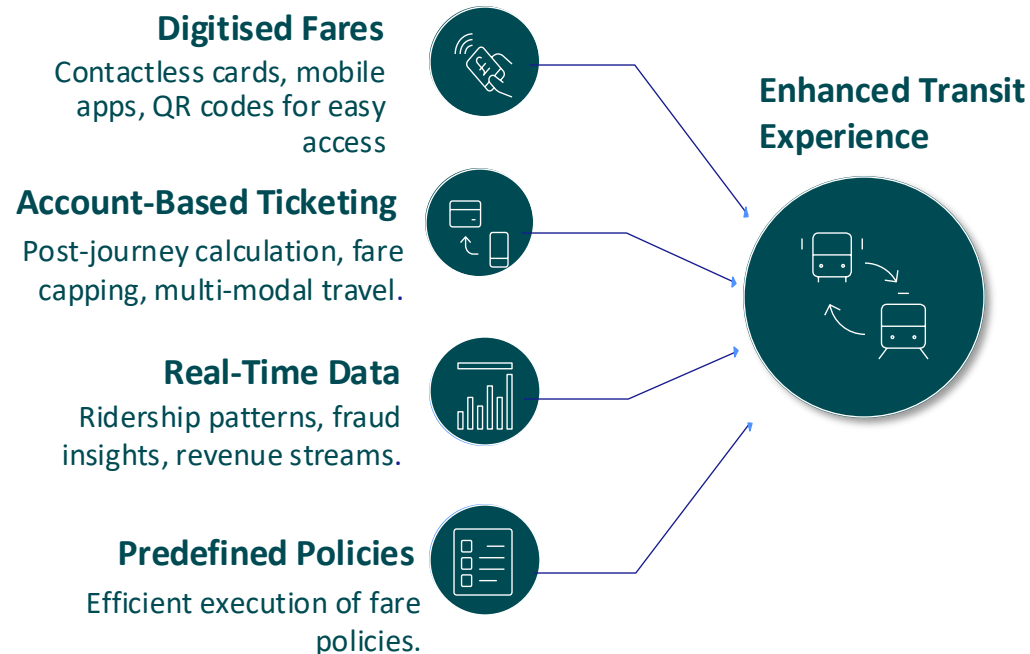 Digitised Fares
Contactless cards, mobile
apps, QR codes for easy
access
Enhanced Transit
Experience
Account-Based Ticketing
Post-journey calculation, fare
capping, multi-modal travel.
Real-Time Data
Ridership patterns, fraud
insights, revenue streams.
Predefined Policies
Efficient execution of fare
policies.